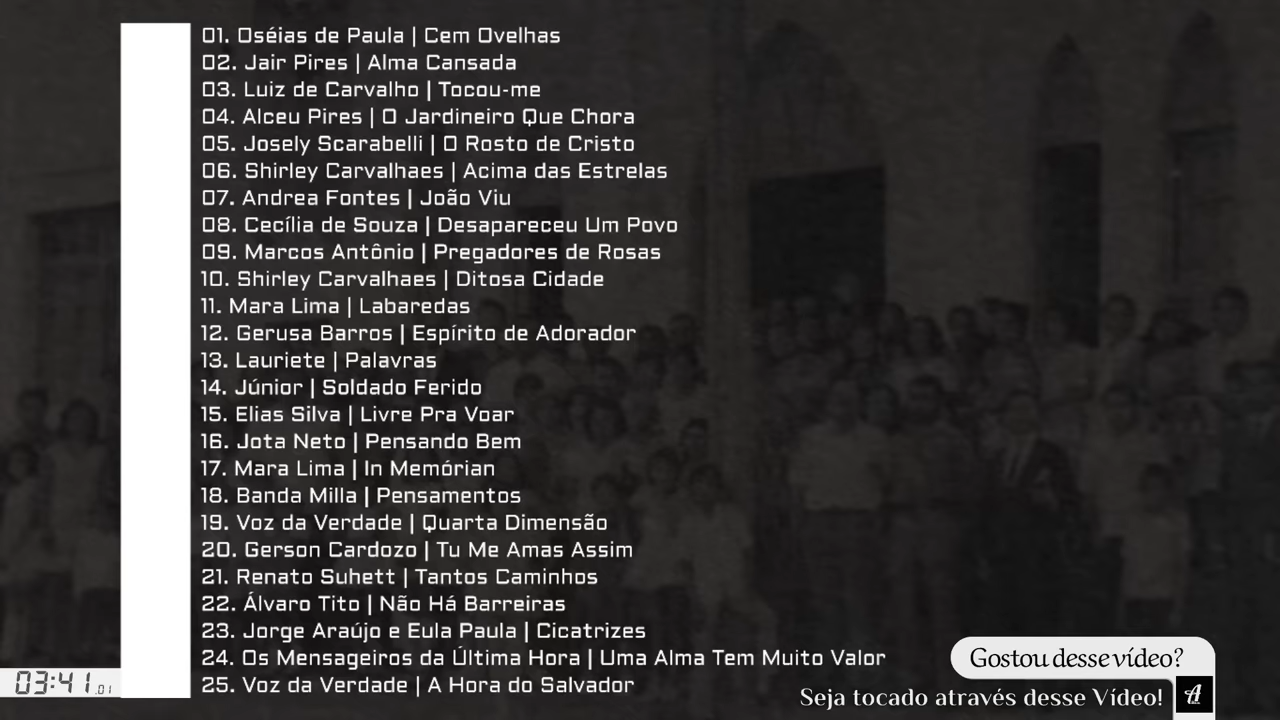 01. Oséias de Paula | Cem Ovelhas
02. Jair Pires | Alma Cansada
03. Luiz de Carvalho | Tocou-me
04. Alceu Pires | O Jardineiro Que Chora
05. Josely Scarabelli | O Rosto de Cristo
06. Shirley Carvalhaes | Acima das Estrelas
07. Andrea Fontes | João Viu
08. Cecília de Souza | Desapareceu Um Povo
09. Marcos Antônio | Pregadores de Rosas
10. Shirley Carvalhaes | Ditosa Cidade
11. Mara Lima | Labaredas
12. Gerusa Barros | Espírito de Adorador
13. Lauriete | Palavras
14. Júnior | Soldado Ferido
15. Elias Silva | Livre Pra Voar
16. Jota Neto | Pensando Bem
17. Mara Lima | In Memórian
18. Banda Milla | Pensamentos
19. Voz da Verdade | Quarta Dimensão
20. Gerson Cardozo | Tu Me Amas Assim
21. Renato Suhett | Tantos Caminhos
22. Álvaro Tito | Não Há Barreiras
23. Jorge Araújo e Eula Paula | Cicatrizes
24. Os Mensageiros da Última Hora | Uma Alma Tem Muito Valor
25. Voz da Verdade | A Hora do Salvador
03:41.01
Gostou desse vídeo?
Seja tocado através desse Vídeo!